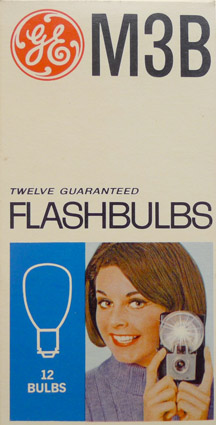 GE M3B
TWELVE GUARANTEED
FLASHBULBS
12
BULBS